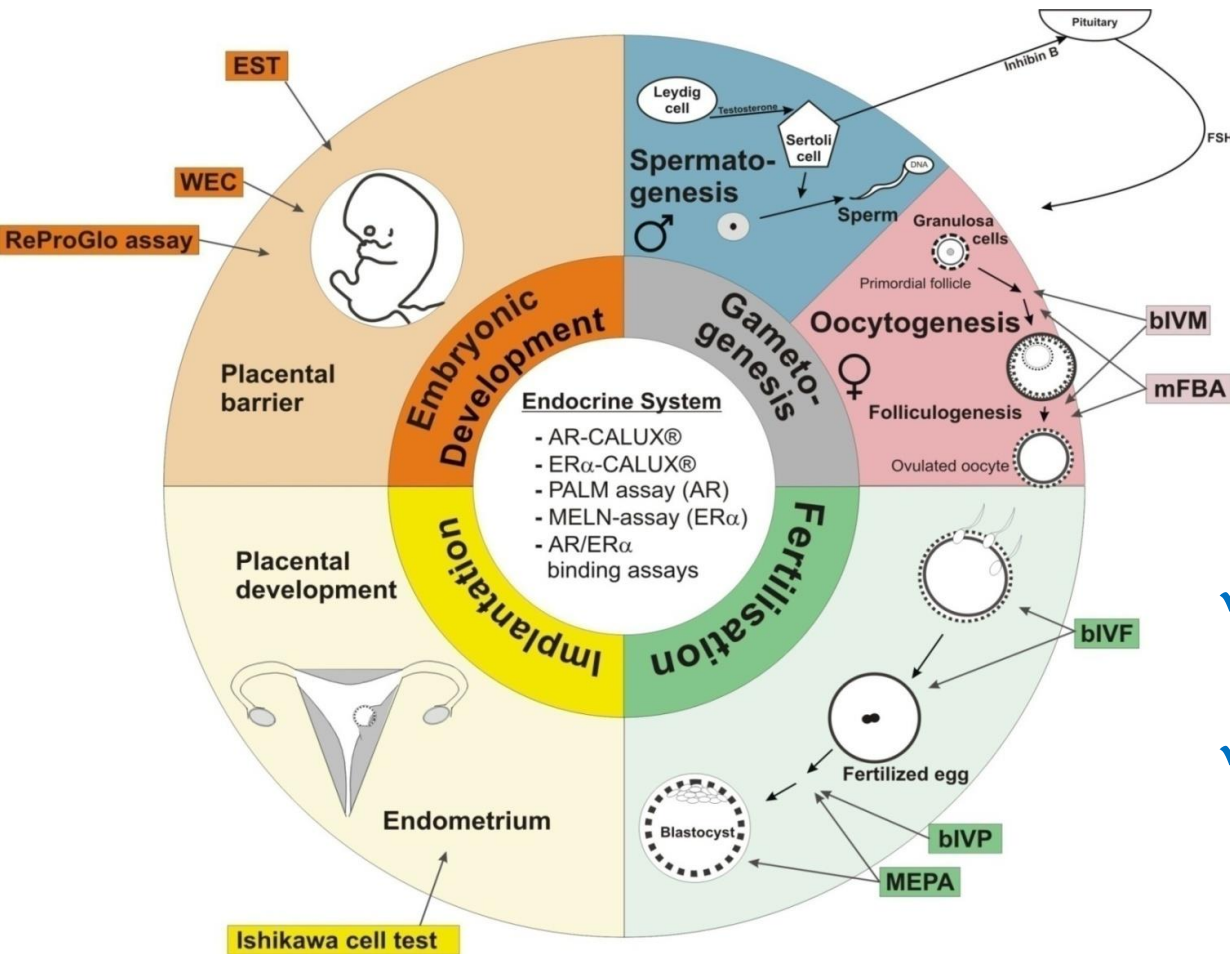 Pituitary
Inhibin B
FSH
EST
WEC
ReProGlo assay
Leydig
cell
Testosterone
Sertoli
cell
Spermato-
genesis
DNA
Sperm
Granulosa
cells
Primordial follicle
Oocytogenesis
Folliculogenesis
Ovulated oocyte
bIVM
mFBA
Placental
barrier
Embryonic
Development
Gameto-
genesis
Endocrine System
- AR-CALUX®
- ERα-CALUX®
- PALM assay (AR)
- MELN-assay (ERα)
- AR/ERα
binding assays
Implantation
Fertilisation
Placental
development
Endometrium
Ishikawa cell test
bIVF
Fertilized egg
Blastocyst
bIVP
MEPA